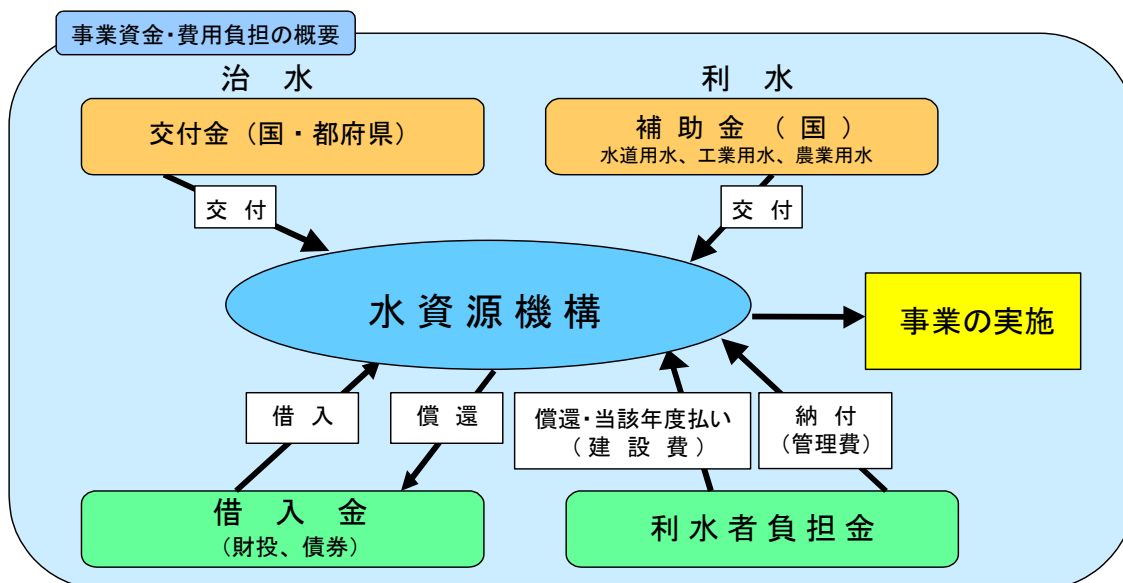 事業資金・費用負担の概要
治 水
利 水
交付金（国・都府県）
補 助 金 （ 国 ）
水道用水、工業用水、農業用水
交 付
交 付
水資源機構
事業の実施
借 入
償 還
償還・当該年度払い
（ 建 設 費 ）
納 付
（管理費）
借 入 金
（財投、債券）
利水者負担金